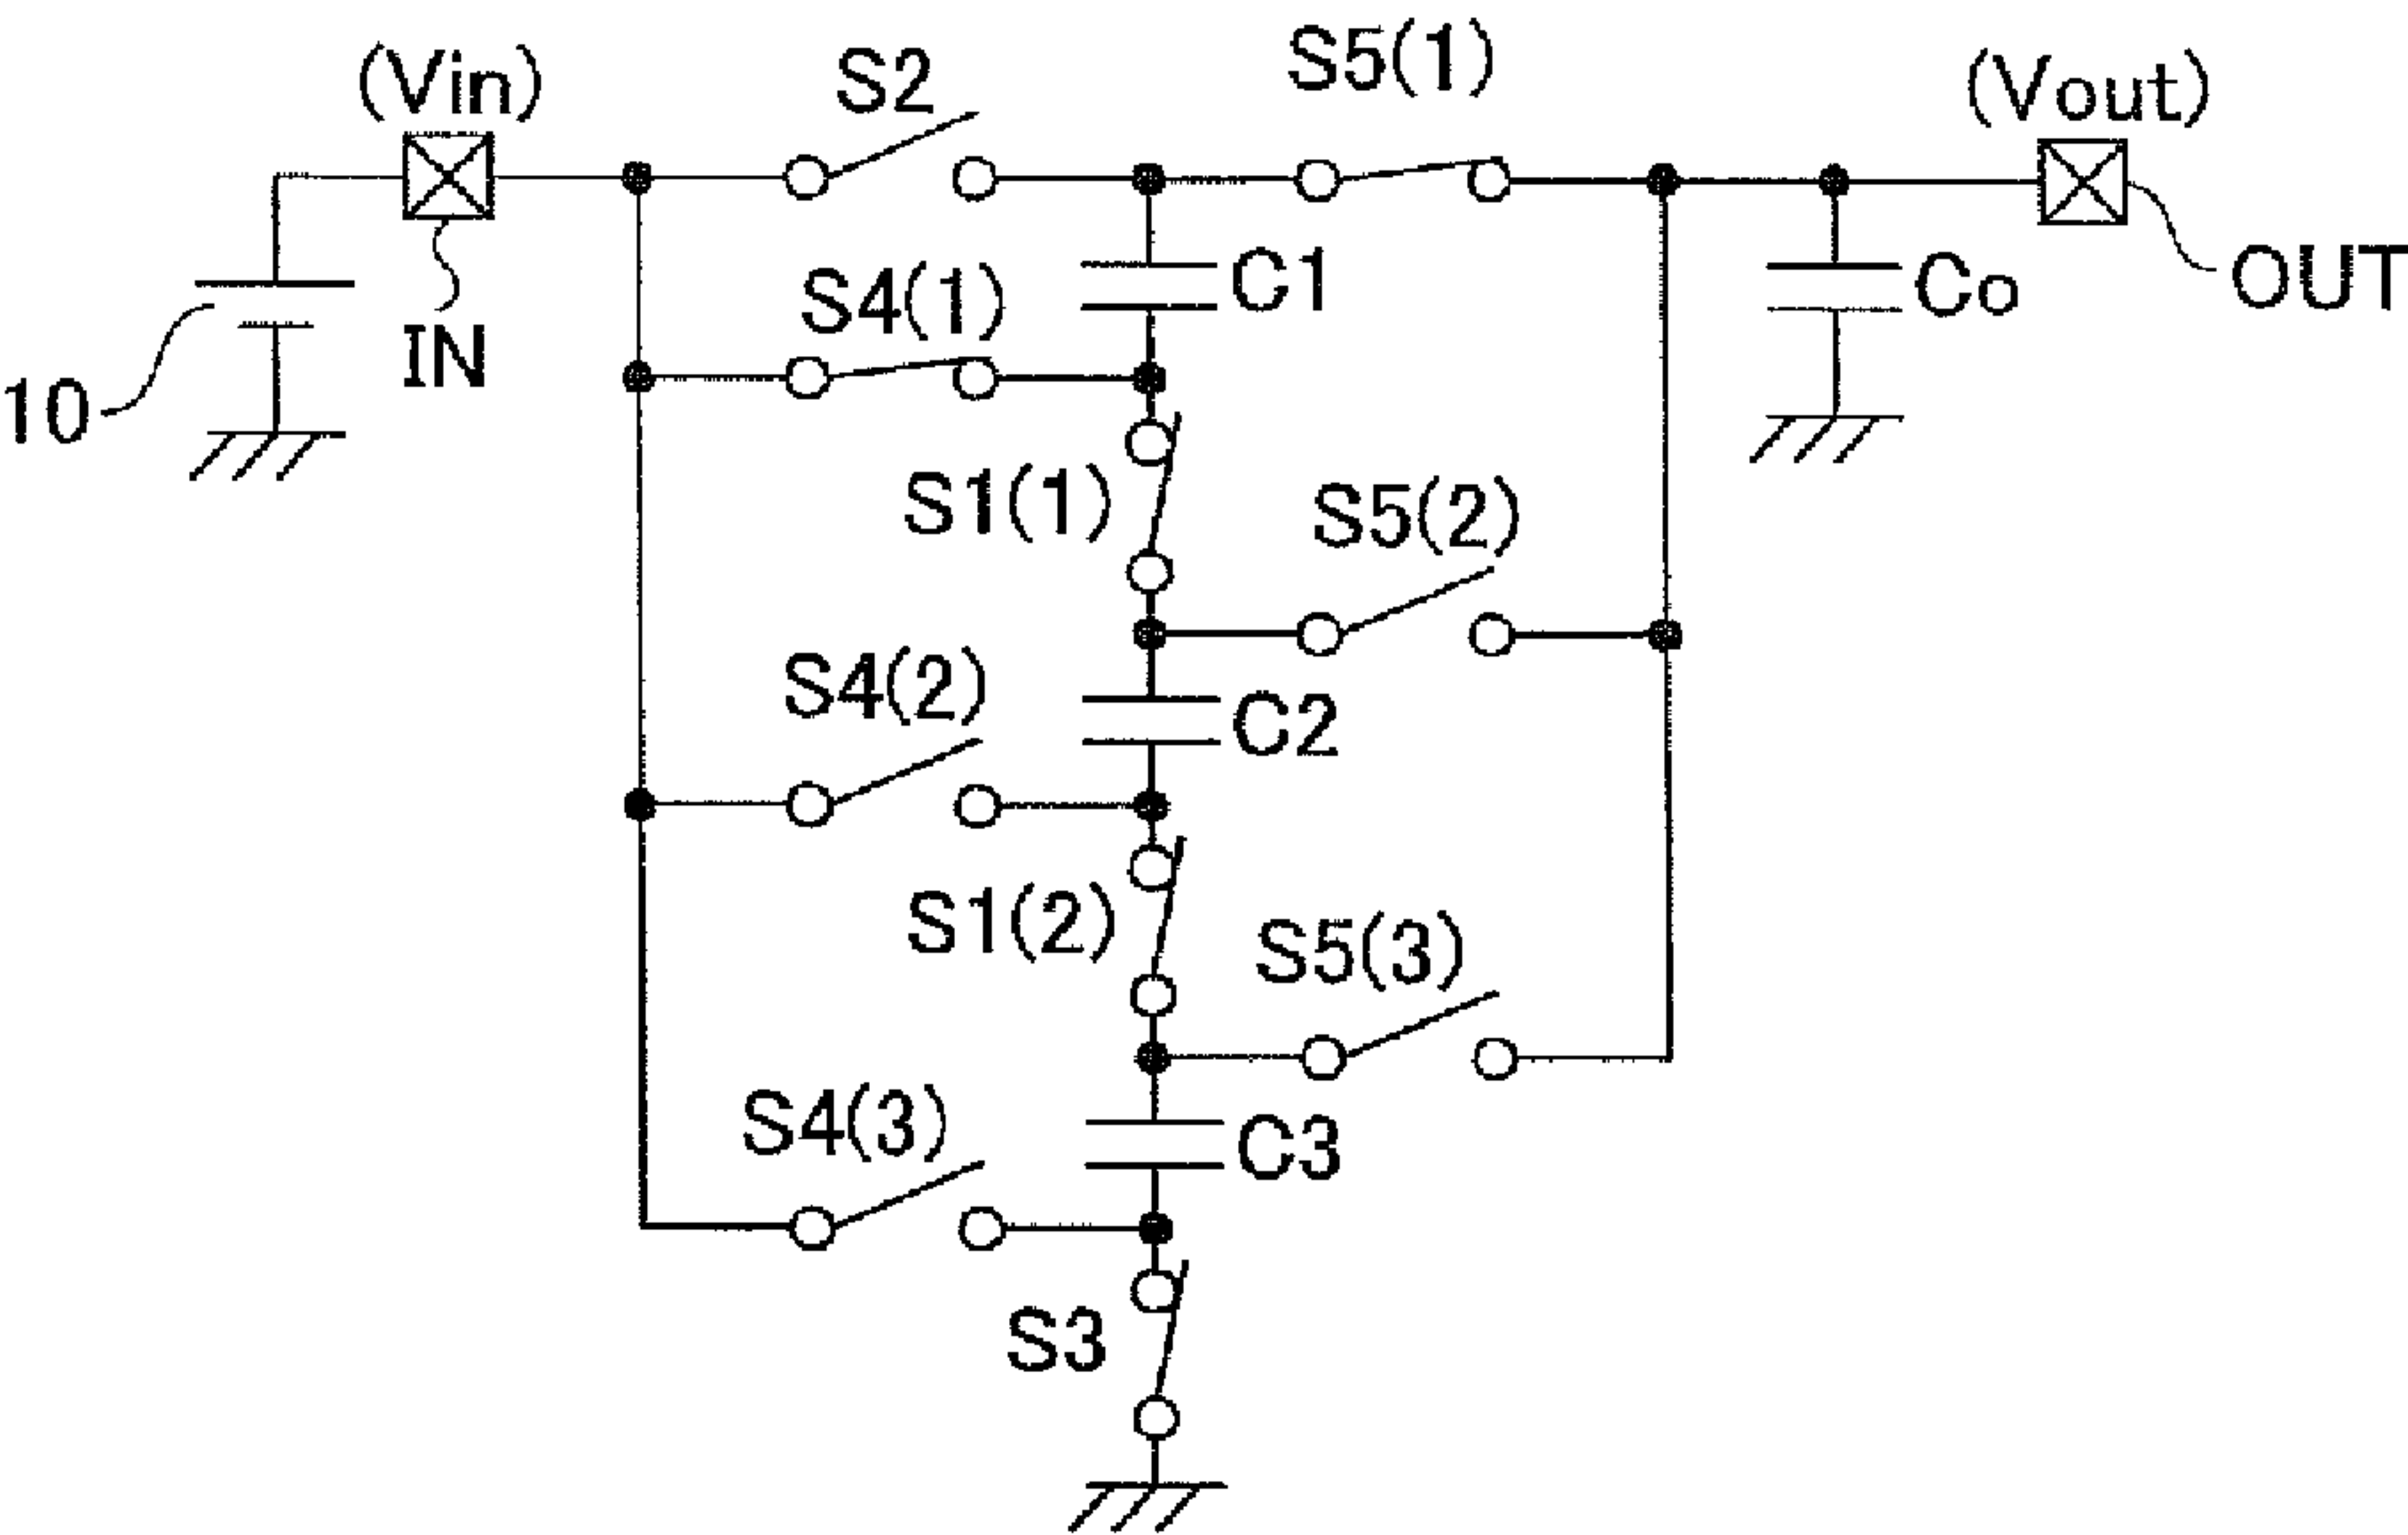 (Vin)
S2
S5(1)
(Vout)
C1
Co
OUT
S4(1)
IN
10
S1(1)
S5(2)
S4(2)
C2
S1(2)
S5(3)
S4(3)
C3
S3